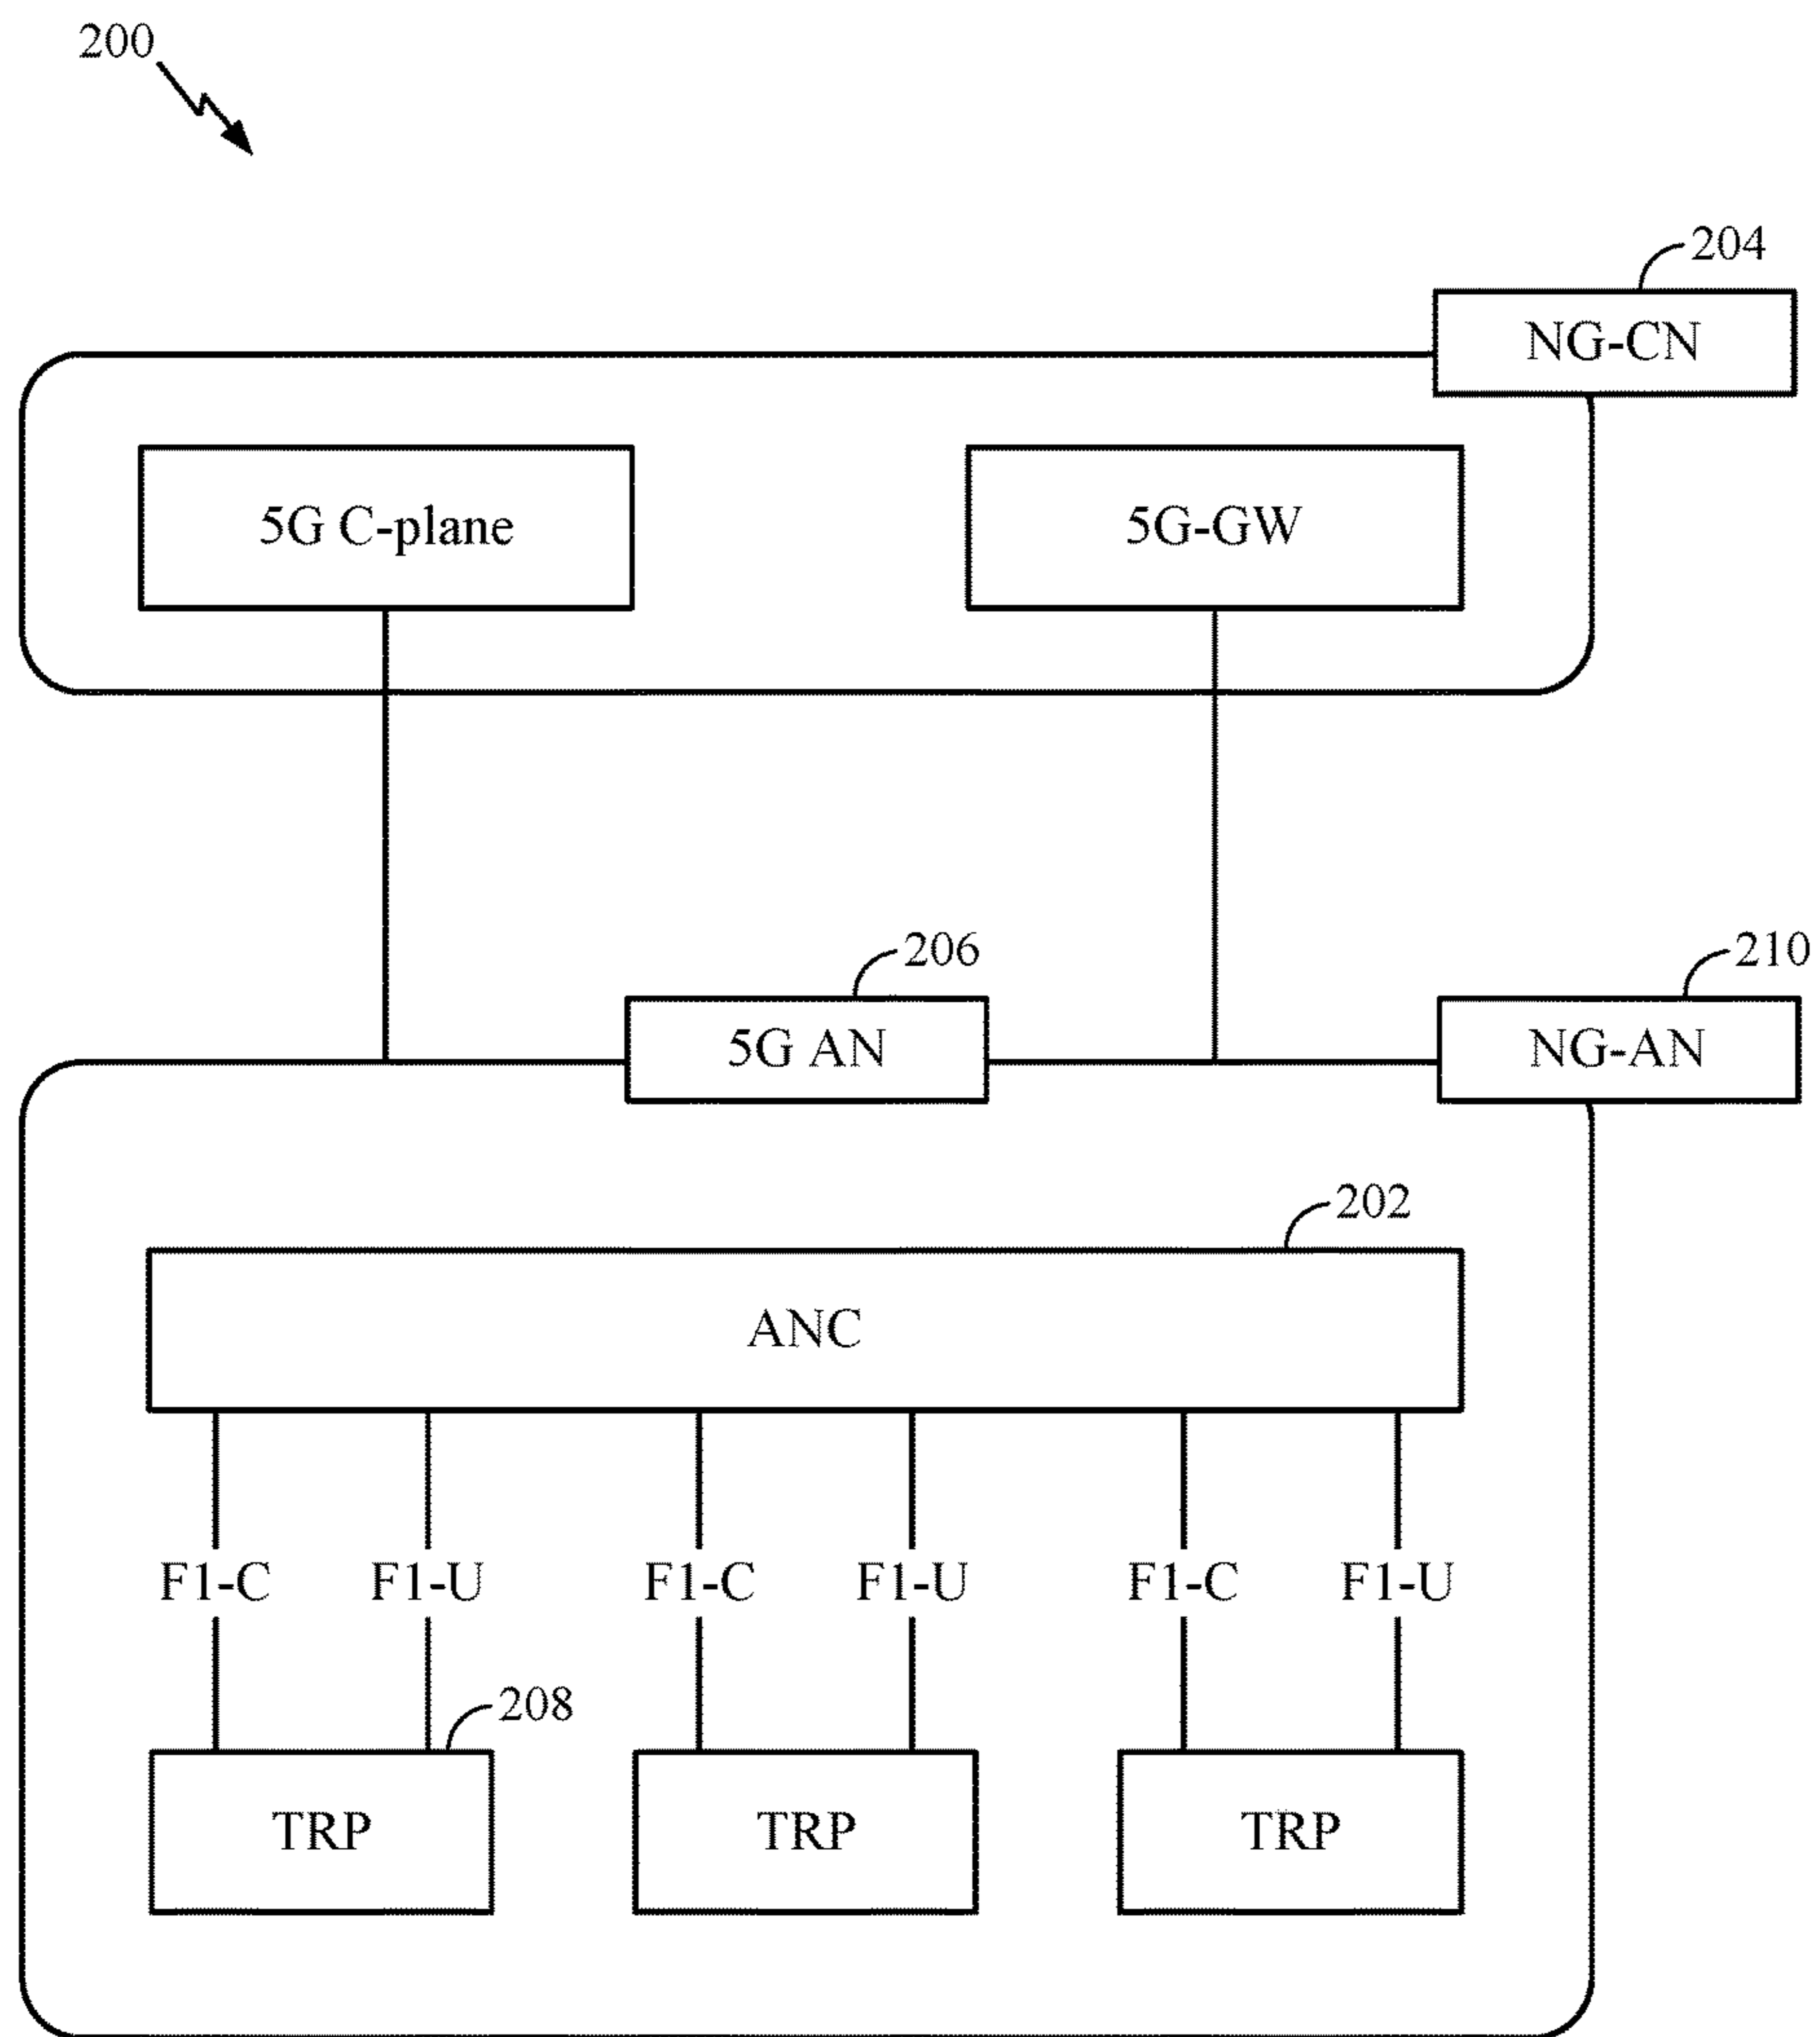 200
204
NG-CN
5G C-plane
5G-GW
206
210
5G AN
NG-AN
202
ANC
F1-C
F1-U
F1-C
F1-U
F1-C
F1-U
208
TRP
TRP
TRP